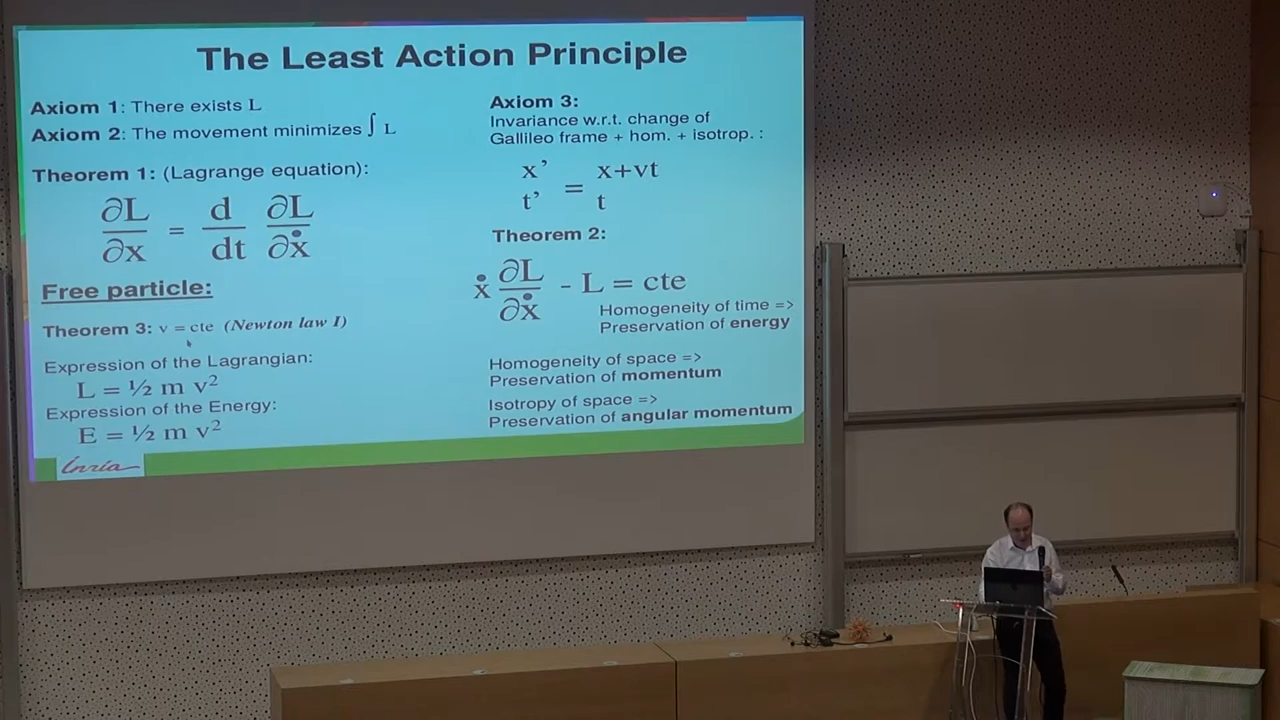 The Least Action Principle
Axiom 1: There exists L
Axiom 2: The movement minimizes ∫ L
Theorem 1: (Lagrange equation):
∂L/∂x = d/dt ∂L/∂ẋ
Free particle:
Theorem 3: v = cte (Newton law I)
Expression of the Lagrangian:
L = ½ m v²
Expression of the Energy:
E = ½ m v²
Axiom 3:
Invariance w.r.t. change of
Gallileo frame + hom. + isotrop. :
x’ x+vt
=
t’ t
Theorem 2:
ẋ ∂L/∂ẋ - L = cte
Homogeneity of time =>
Preservation of energy
Homogeneity of space =>
Preservation of momentum
Isotropy of space =>
Preservation of angular momentum
Inria